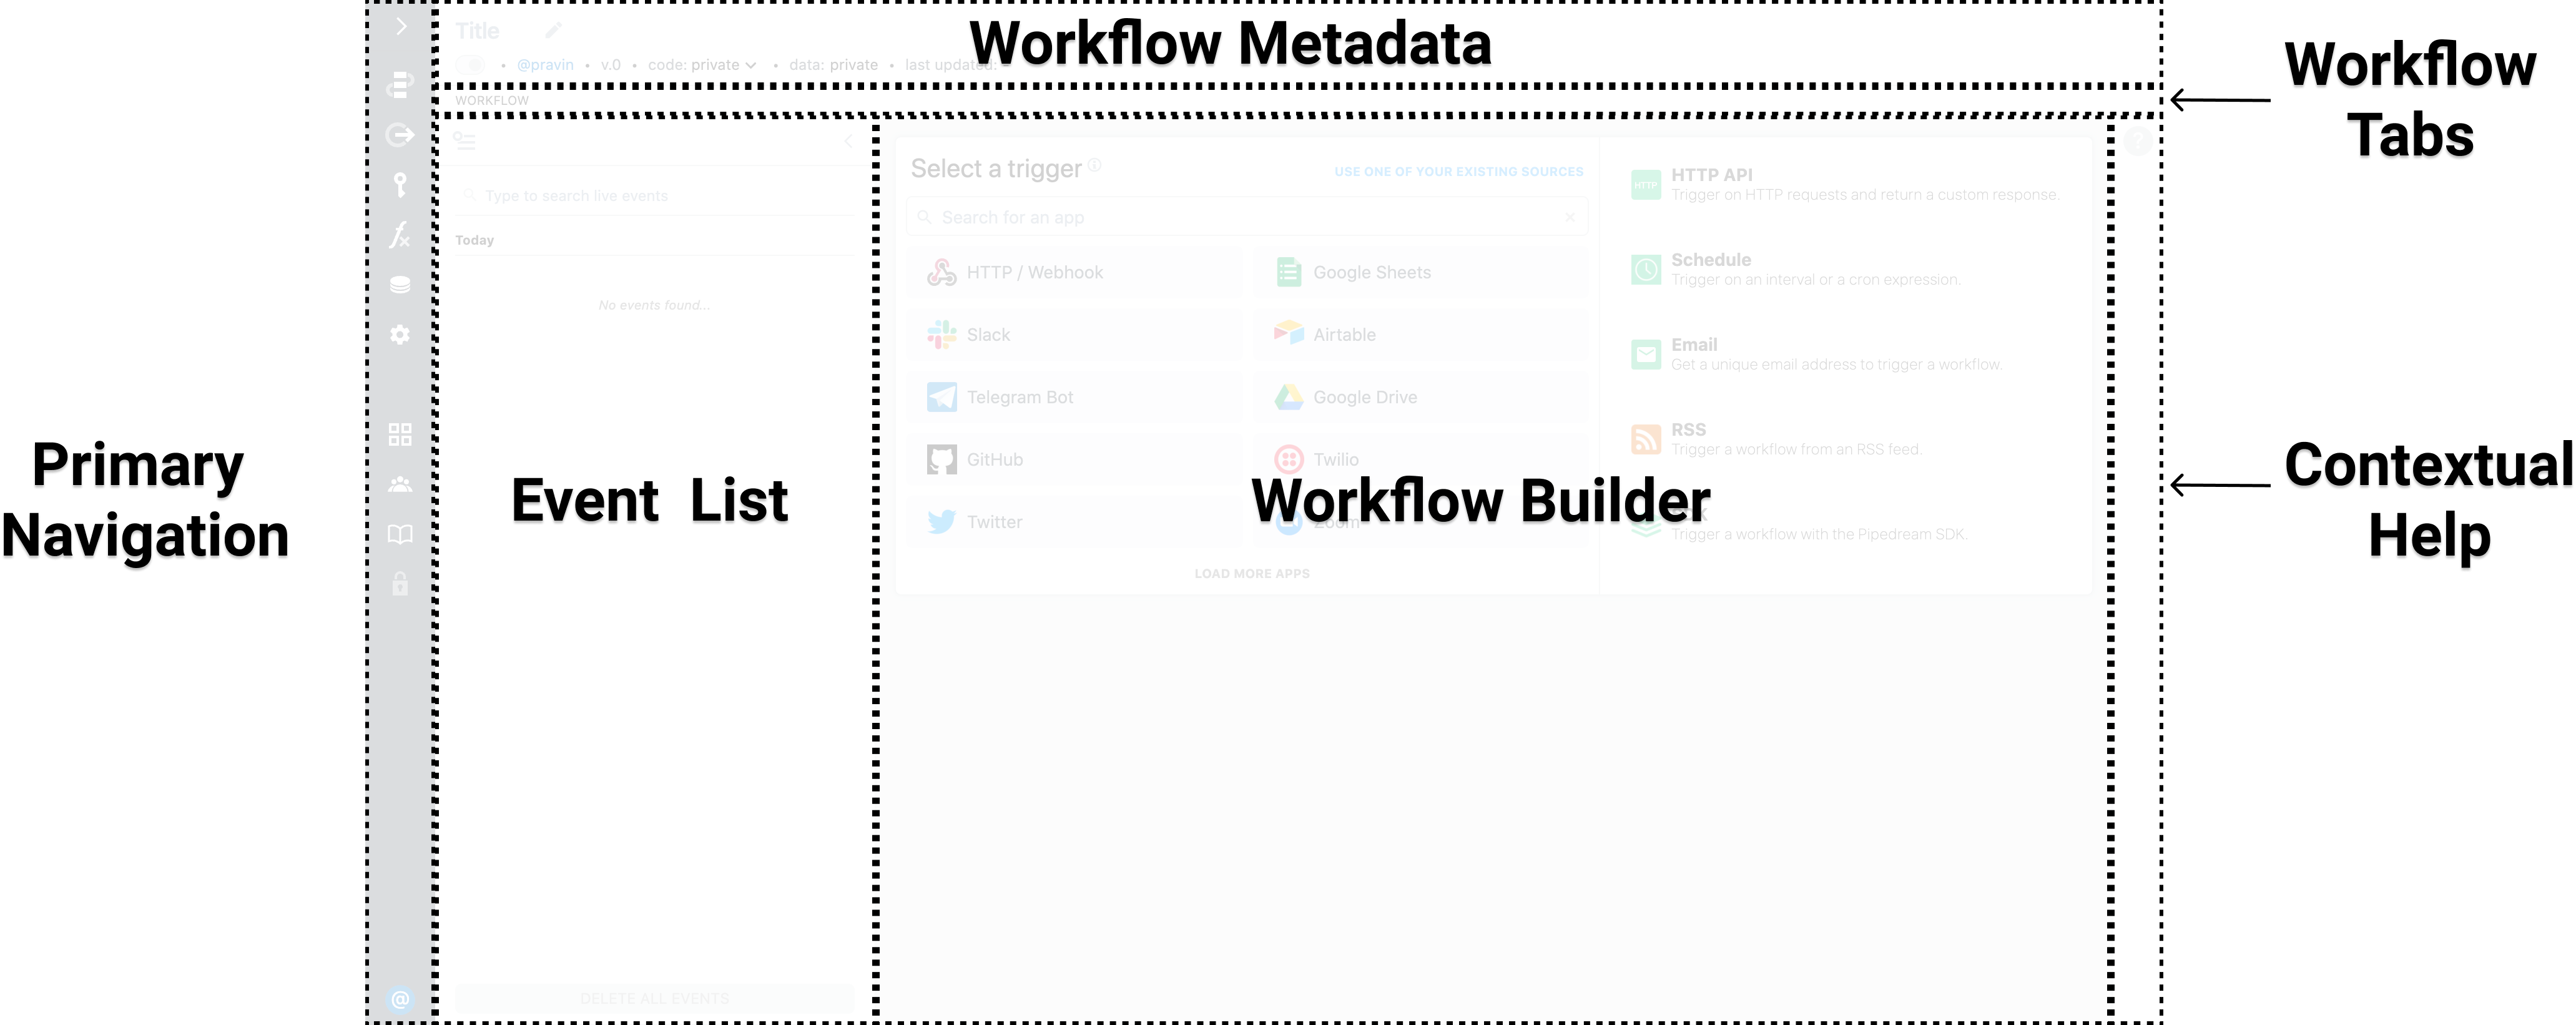 Title
Workflow Metadata
@pravin • v.0 • code: private • data: private • last updated: –
WORKFLOW
Workflow
Tabs
Type to search live events
Today
No events found...
DELETE ALL EVENTS
Select a trigger
USE ONE OF YOUR EXISTING SOURCES
Search for an app
HTTP / Webhook
Google Sheets
Slack
Airtable
Telegram Bot
Google Drive
GitHub
Twilio
Twitter
Zoom
LOAD MORE APPS
HTTP
HTTP API
Trigger on HTTP requests and return a custom response.
Schedule
Trigger on an interval or a cron expression.
Email
Get a unique email address to trigger a workflow.
RSS
Trigger a workflow from an RSS feed.
Trigger a workflow with the Pipedream SDK.
Primary
Navigation
Event List
Workflow Builder
Contextual
Help